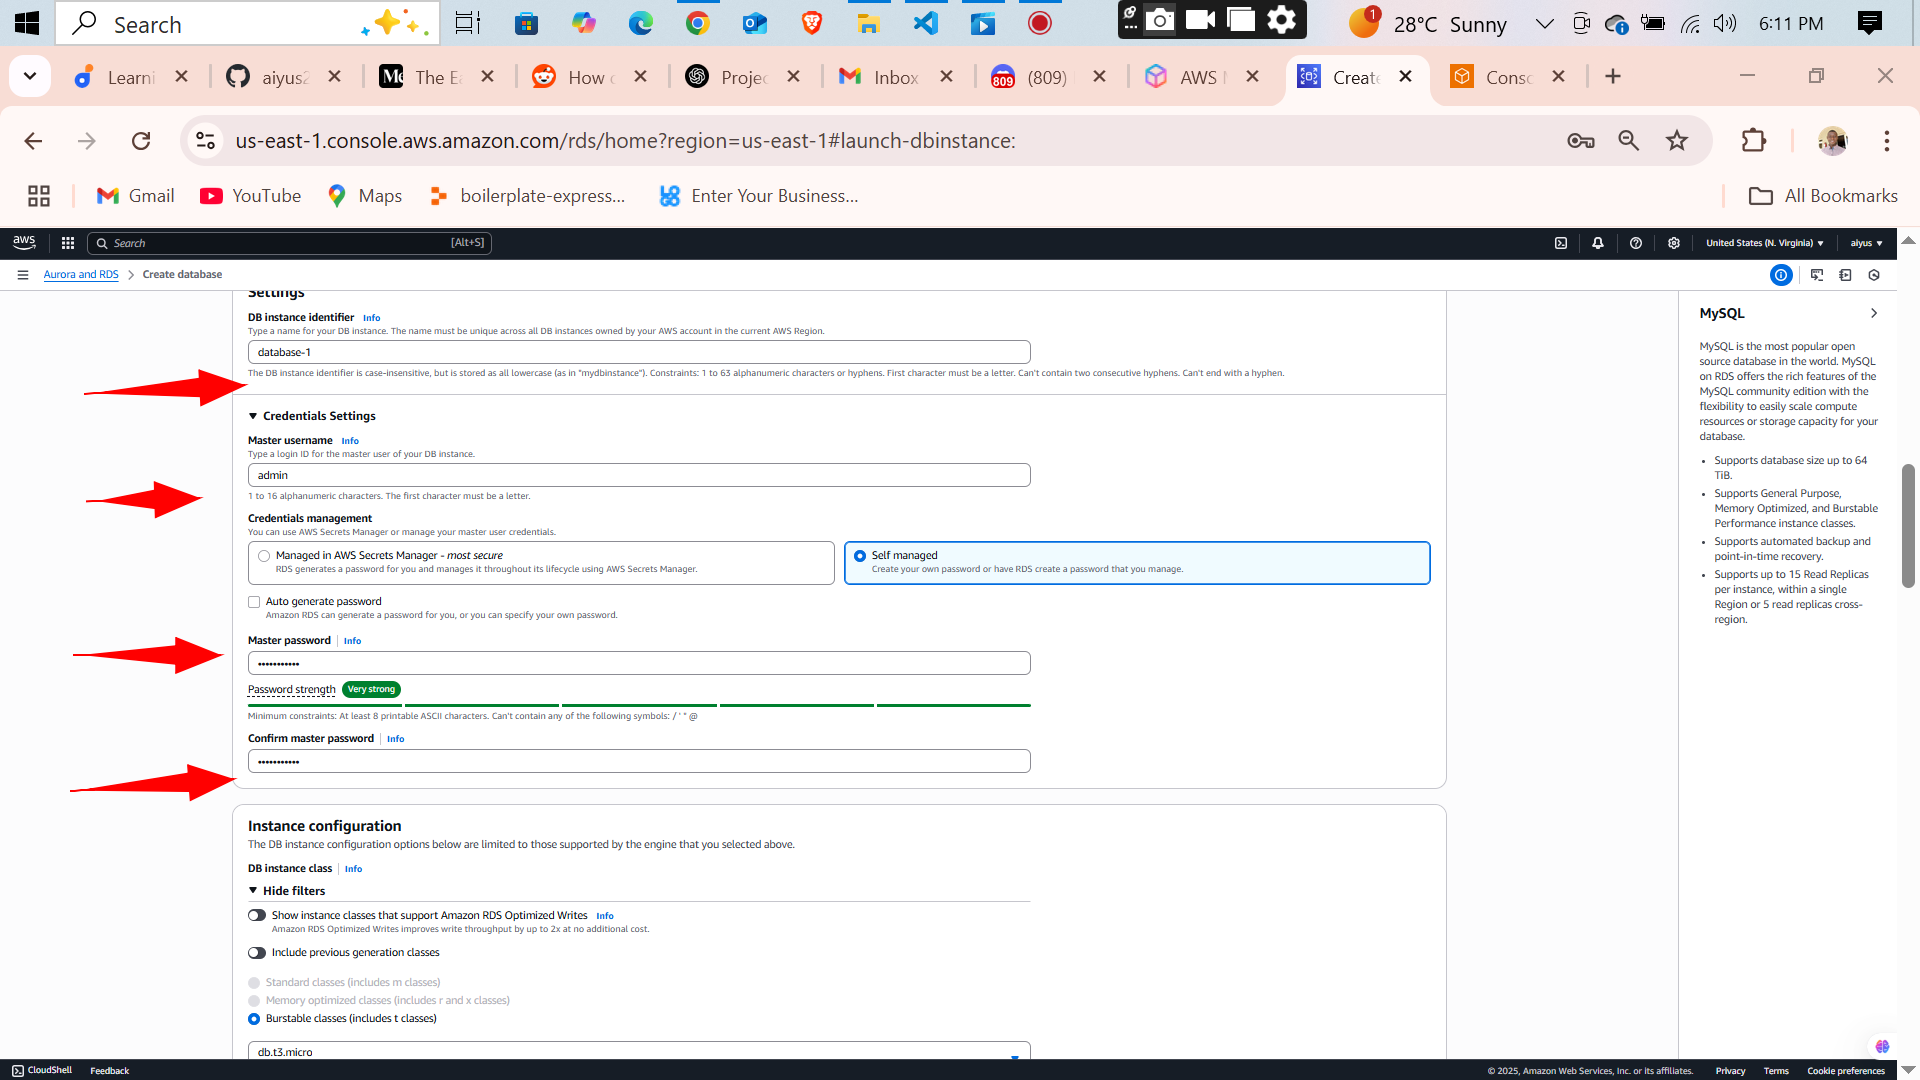 Search
1
28°C Sunny
6:11 PM
Learni
aiyus2
Me
The Ea
How c
Projec
Inbox
809
(809)
AWS
Create
Consc
us-east-1.console.aws.amazon.com/rds/home?region=us-east-1#launch-dbinstance:
Gmail
YouTube
Maps
boilerplate-express...
Enter Your Business...
All Bookmarks
aws
Search
[Alt+S]
United States (N. Virginia)
aiyus
Aurora and RDS
Create database
Settings
DB instance identifier Info
Type a name for your DB instance. The name must be unique across all DB instances owned by your AWS account in the current AWS Region.
database-1
The DB instance identifier is case-insensitive, but is stored as all lowercase (as in "mydbinstance"). Constraints: 1 to 63 alphanumeric characters or hyphens. First character must be a letter. Can't contain two consecutive hyphens. Can't end with a hyphen.
Credentials Settings
Master username Info
Type a login ID for the master user of your DB instance.
admin
1 to 16 alphanumeric characters. The first character must be a letter.
Credentials management
You can use AWS Secrets Manager or manage your master user credentials.
Managed in AWS Secrets Manager - most secure
RDS generates a password for you and manages it throughout its lifecycle using AWS Secrets Manager.
Self managed
Create your own password or have RDS create a password that you manage.
Auto generate password
Amazon RDS can generate a password for you, or you can specify your own password.
Master password Info
•••••••••••
Password strength Very strong
Minimum constraints: At least 8 printable ASCII characters. Can't contain any of the following symbols: / ' " @
Confirm master password Info
•••••••••••
Instance configuration
The DB instance configuration options below are limited to those supported by the engine that you selected above.
DB instance class Info
Hide filters
Show instance classes that support Amazon RDS Optimized Writes Info
Amazon RDS Optimized Writes improves write throughput by up to 2x at no additional cost.
Include previous generation classes
Standard classes (includes m classes)
Memory optimized classes (includes r and x classes)
Burstable classes (includes t classes)
db.t3.micro
MySQL
MySQL is the most popular open
source database in the world. MySQL
on RDS offers the rich features of the
MySQL community edition with the
flexibility to easily scale compute
resources or storage capacity for your
database.
• Supports database size up to 64
TiB.
• Supports General Purpose,
Memory Optimized, and Burstable
Performance instance classes.
• Supports automated backup and
point-in-time recovery.
• Supports up to 15 Read Replicas
per instance, within a single
Region or 5 read replicas cross-
region.
CloudShell
Feedback
© 2025, Amazon Web Services, Inc. or its affiliates.
Privacy
Terms
Cookie preferences